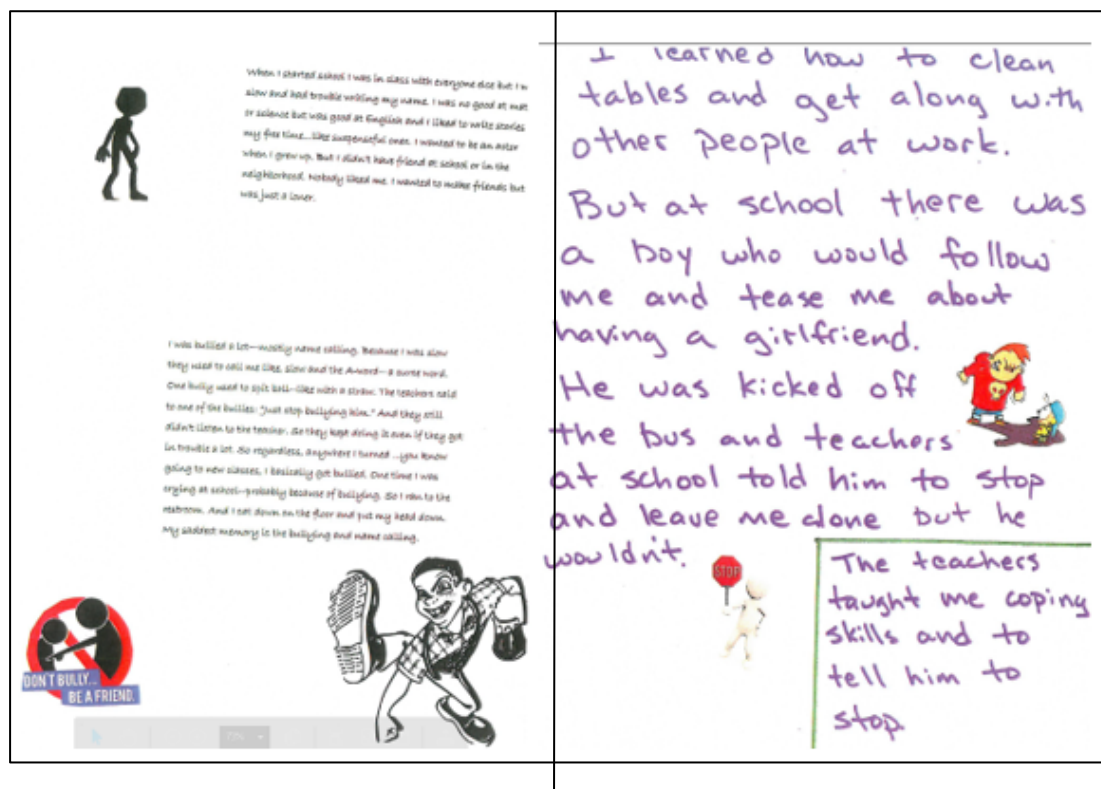 When I started school I was in class with everyone else but I'm
slow and had trouble writing my name. I was no good at mat
or science but was good at English and I liked to write stories
my free time...like suspenseful ones. I wanted to be an actor
when I grew up. But I didn't have friend at school or in the
neighborhood. Nobody liked me. I wanted to make friends but
was just a loner.
I was bullied a lot—mostly name calling. Because I was slow
they used to call me like, slow and the A-word—a curse word.
One bully used to spit ball—like with a straw. The teachers said
to one of the bullies: "Just stop bullying him." And they still
didn't listen to the teacher. So they kept doing it even if they got
in trouble a lot. So regardless, anywhere I turned ...you know
going to new classes, I basically got bullied. One time I was
crying at school—probably because of bullying. So I ran to the
restroom. And I sat down on the floor and put my head down.
My saddest memory is the bullying and name calling.
DON'T BULLY...
BE A FRIEND.
I learned how to clean
tables and get along with
other people at work.
But at school there was
a boy who would follow
me and tease me about
having a girlfriend.
He was kicked off
the bus and teachers
at school told him to stop
and leave me alone but he
wouldn't.
STOP
The teachers
taught me coping
skills and to
tell him to
stop.